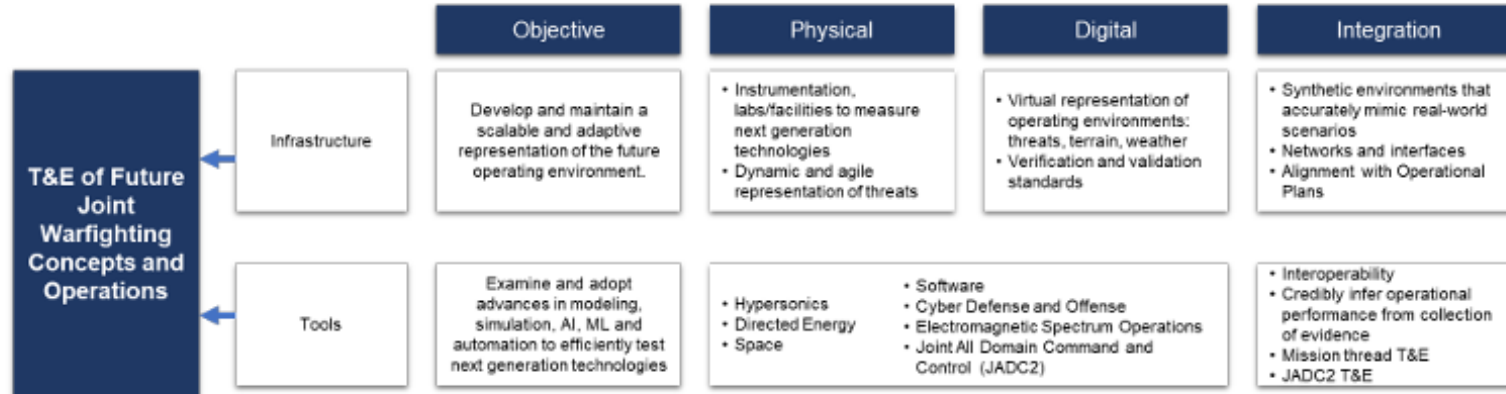 Objective
Physical
Digital
Integration
T&E of Future
Joint
Warfighting
Concepts and
Operations
Infrastructure
Develop and maintain a
scalable and adaptive
representation of the future
operating environment.
• Instrumentation,
labs/facilities to measure
next generation
technologies
• Dynamic and agile
representation of threats
• Virtual representation of
operating environments:
threats, terrain, weather
• Verification and validation
standards
• Synthetic environments that
accurately mimic real-world
scenarios
• Networks and interfaces
• Alignment with Operational
Plans
Tools
Examine and adopt
advances in modeling,
simulation, AI, ML and
automation to efficiently test
next generation technologies
• Hypersonics
• Directed Energy
• Space
• Software
• Cyber Defense and Offense
• Electromagnetic Spectrum Operations
• Joint All Domain Command and
Control (JADC2)
• Interoperability
• Credibly infer operational
performance from collection
of evidence
• Mission thread T&E
• JADC2 T&E